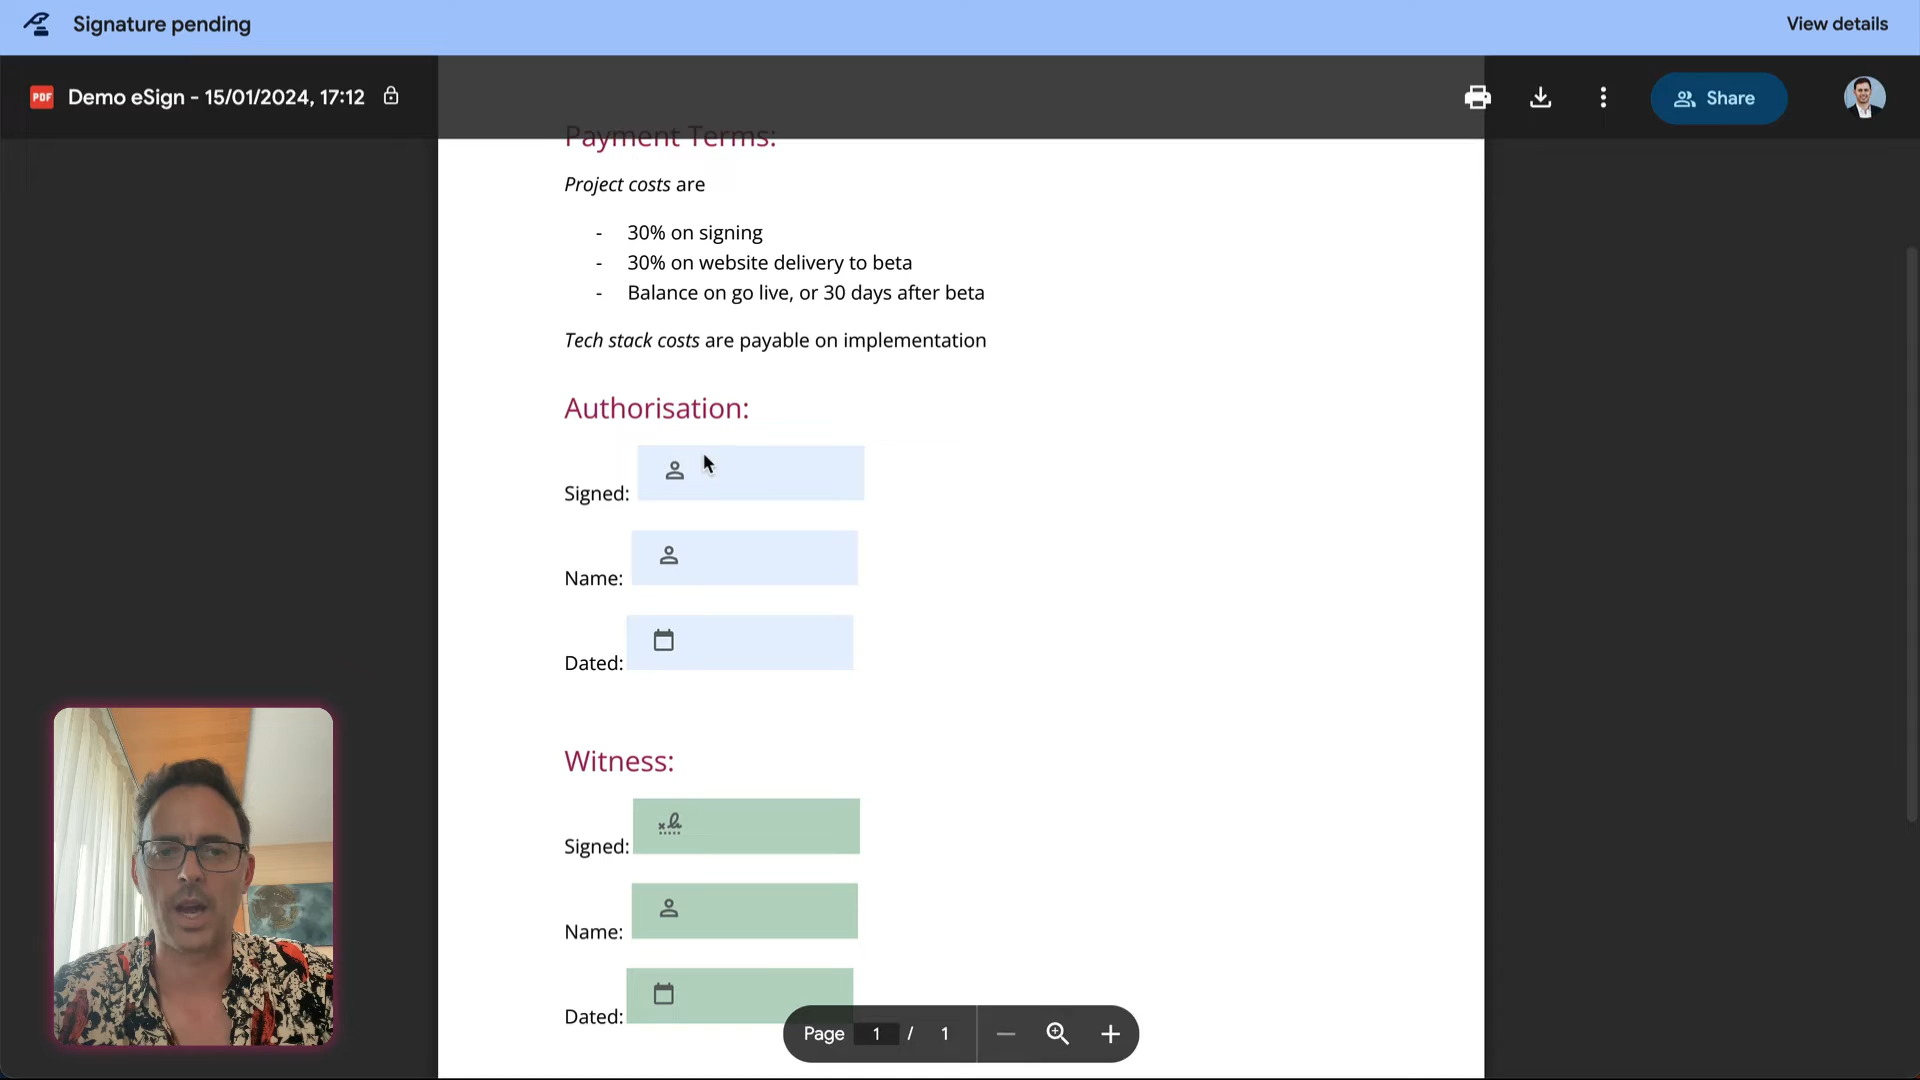 Signature pending
View details
PDF
Demo eSign - 15/01/2024, 17:12
Share
Payment Terms:
Project costs are
- 30% on signing
- 30% on website delivery to beta
- Balance on go live, or 30 days after beta
Tech stack costs are payable on implementation
Authorisation:
Signed:
Name:
Dated:
Witness:
Signed:
Name:
Dated:
Page 1 / 1